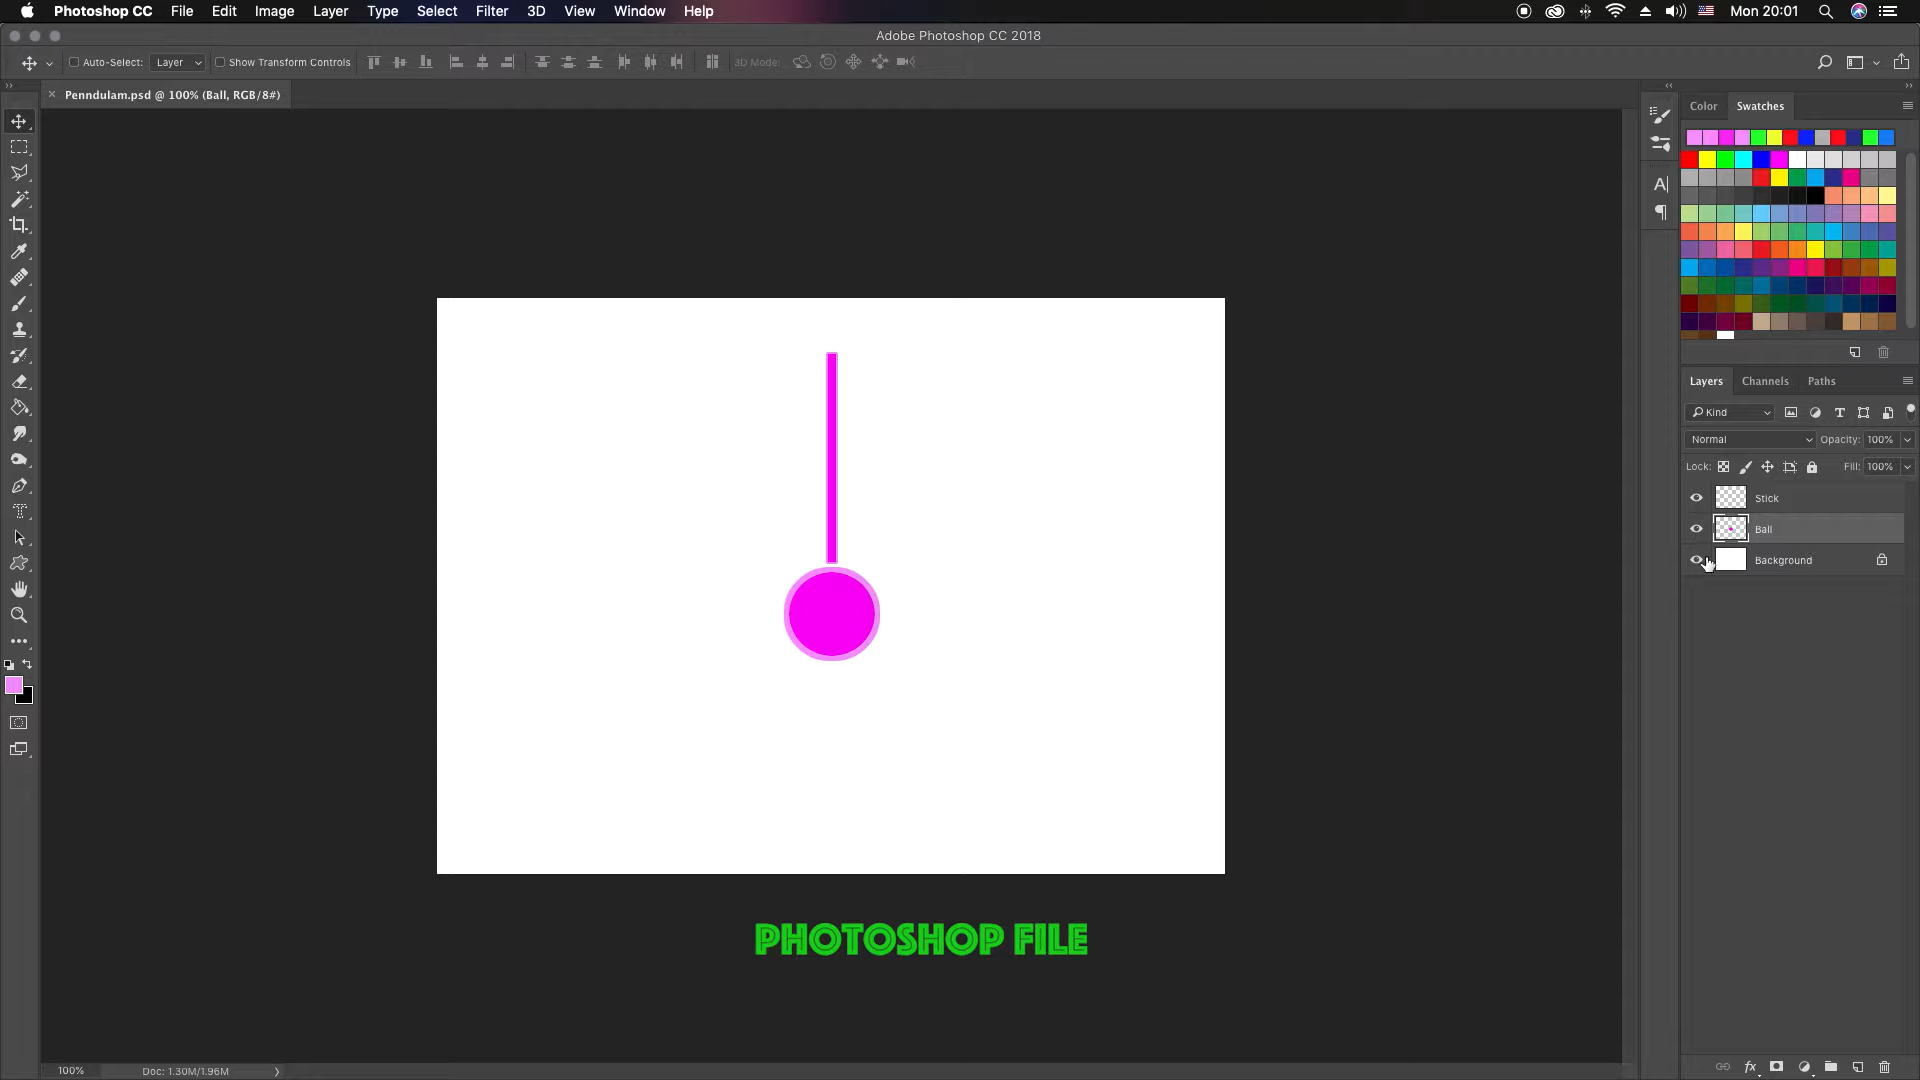 Photoshop CC File Edit Image Layer Type Select Filter 3D View Window Help Mon 20:01
Adobe Photoshop CC 2018
Auto-Select: Layer Show Transform Controls 3D Mode:
Penndulam.psd @ 100% (Ball, RGB/8#)
Color Swatches
Layers Channels Paths
Kind
Normal Opacity: 100%
Lock: Fill: 100%
Stick
Ball
Background
PHOTOSHOP FILE
100% Doc: 1.30M/1.96M